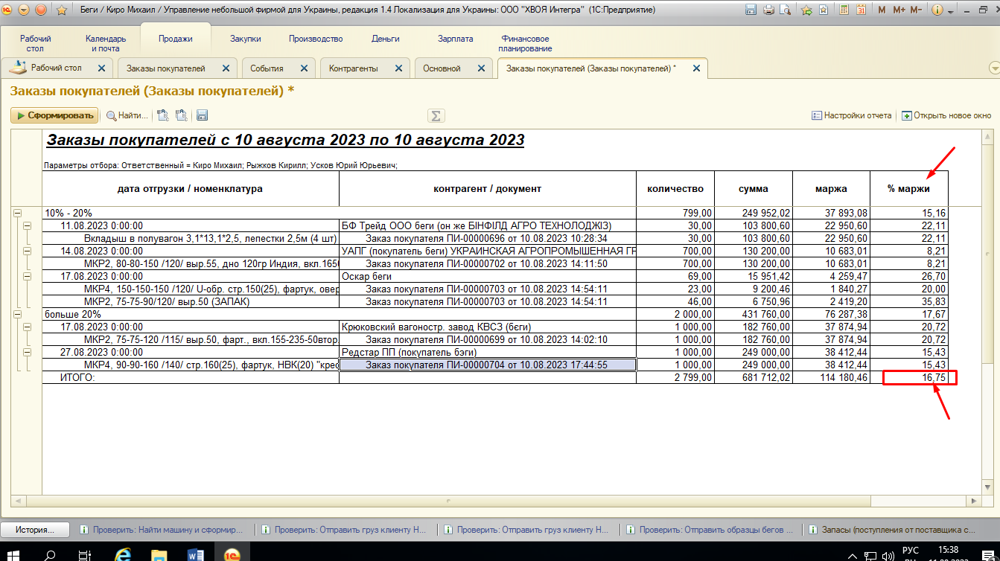 Беги / Киро Михаил / Управление небольшой фирмой для Украины, редакция 1.4 Локализация для Украины: ООО "ХВОЯ Интегра" (1С:Предприятие)
M M+ M-
Рабочий стол
Календарь и почта
Продажи
Закупки
Производство
Деньги
Зарплата
Финансовое планирование
Рабочий стол
Заказы покупателей
События
Контрагенты
Основной
Заказы покупателей (Заказы покупателей) *
Заказы покупателей (Заказы покупателей) *
Сформировать
Найти...
Σ
Настройки отчета
Открыть новое окно
Заказы покупателей с 10 августа 2023 по 10 августа 2023
Параметры отбора: Ответственный = Киро Михаил; Рыжков Кирилл; Усков Юрий Юрьевич;
дата отгрузки / номенклатура контрагент / документ количество сумма маржа % маржи
10% - 20% 799,00 249 952,02 37 893,08 15,16
11.08.2023 0:00:00 БФ Трейд ООО беги (он же БІНФІЛД АГРО ТЕХНОЛОДЖІЗ) 30,00 103 800,60 22 950,60 22,11
Вкладыш в полувагон 3,1*13,1*2,5, лепестки 2,5м (4 шт) Заказ покупателя ПИ-00000696 от 10.08.2023 10:28:34 30,00 103 800,60 22 950,60 22,11
14.08.2023 0:00:00 УАПГ (покупатель беги) УКРАИНСКАЯ АГРОПРОМЫШЕННАЯ ГР 700,00 130 200,00 10 683,01 8,21
МКР2, 80-80-150 /120/ выр.55, дно 120гр Индия, вкл.165 Заказ покупателя ПИ-00000702 от 10.08.2023 14:11:50 700,00 130 200,00 10 683,01 8,21
17.08.2023 0:00:00 Оскар беги 69,00 15 951,42 4 259,47 26,70
МКР4, 150-150-150 /120/ U-обр. стр.150(25), фартук, овер Заказ покупателя ПИ-00000703 от 10.08.2023 14:54:11 23,00 9 200,46 1 840,27 20,00
МКР2, 75-75-90/120/ выр.50 (ЗАПАК) Заказ покупателя ПИ-00000703 от 10.08.2023 14:54:11 46,00 6 750,96 2 419,20 35,83
больше 20% 2 000,00 431 760,00 76 287,38 17,67
17.08.2023 0:00:00 Крюковский вагоностр. завод КВСЗ (бєги) 1 000,00 182 760,00 37 874,94 20,72
МКР2, 75-75-120 /115/ выр.50, фарт., вкл.155-235-50втор. Заказ покупателя ПИ-00000699 от 10.08.2023 14:02:10 1 000,00 182 760,00 37 874,94 20,72
27.08.2023 0:00:00 Редстар ПП (покупатель бэги) 1 000,00 249 000,00 38 412,44 15,43
МКР4, 90-90-160 /140/ стр.160(25), фартук, НВК(20) "крес Заказ покупателя ПИ-00000704 от 10.08.2023 17:44:55 1 000,00 249 000,00 38 412,44 15,43
ИТОГО: 2 799,00 681 712,02 114 180,46 16,75
История...
Проверить: Найти машину и сформир...
Проверить: Отправить груз клиенту Н...
Проверить: Отправить груз клиенту Н...
Проверить: Отправить образцы бегов ...
Запасы (поступления от поставщика с...
РУС
15:38